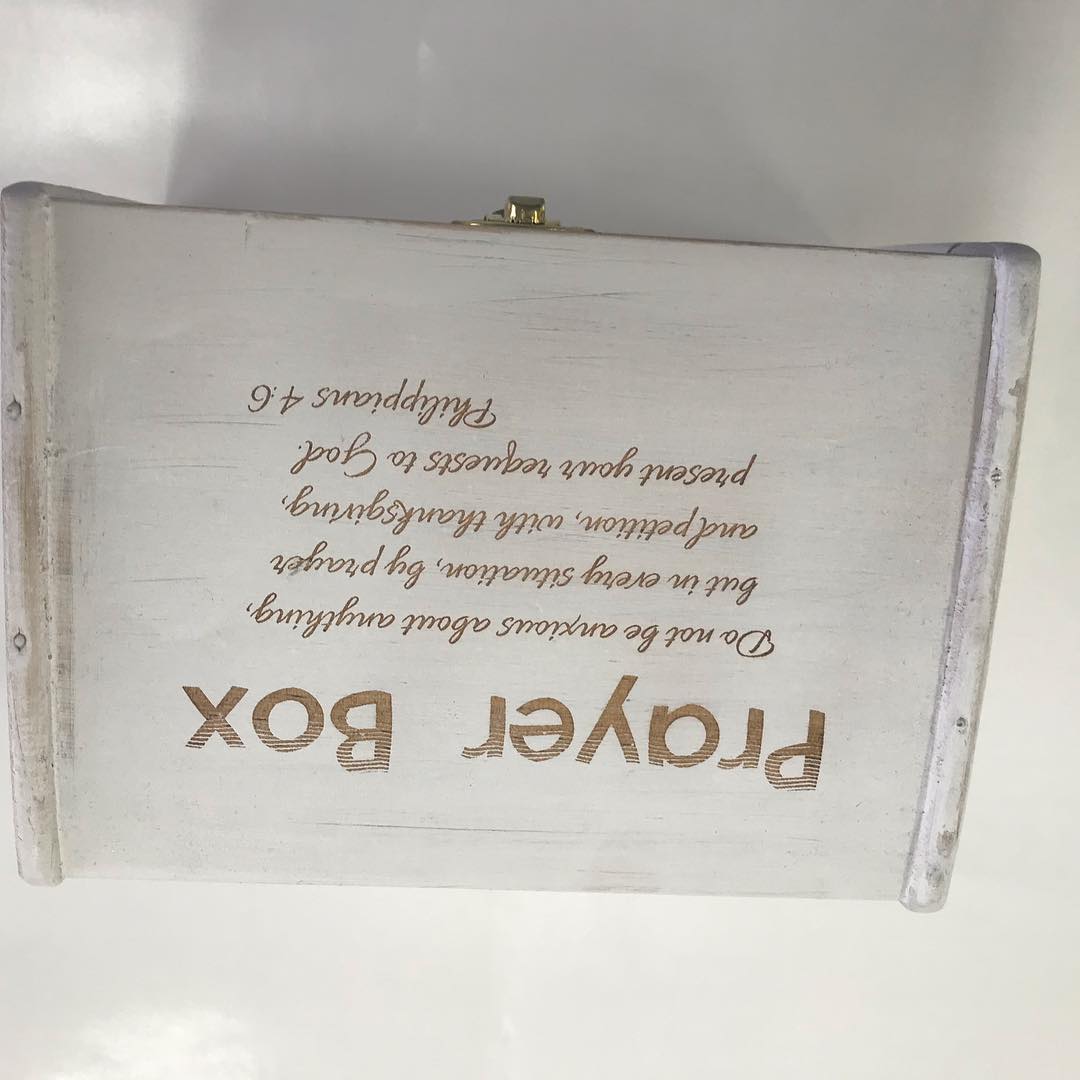 Prayer Box
Do not be anxious about anything,
but in every situation, by prayer
and petition, with thanksgiving,
present your requests to God.
Philippians 4:6